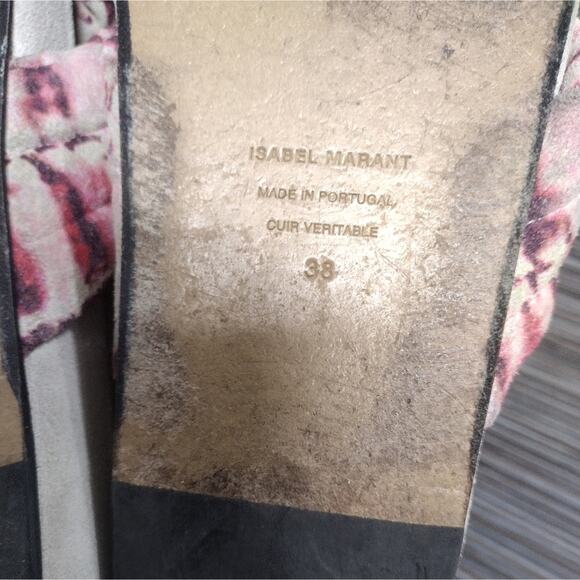 ISABEL MARANT
MADE IN PORTUGAL
CUIR VERITABLE
38